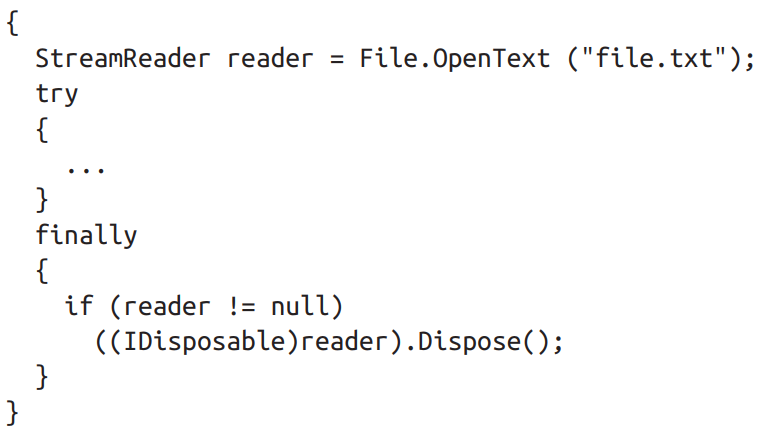 {
  StreamReader reader = File.OpenText ("file.txt");
  try
  {
    ...
  }
  finally
  {
    if (reader != null)
      ((IDisposable)reader).Dispose();
  }
}